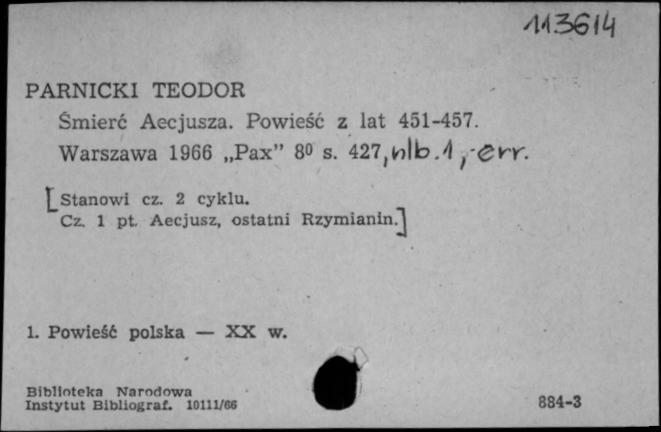 113614
PARNICKI TEODOR
Śmierć Aecjusza. Powieść z lat 451-457.
Warszawa 1966 „Pax” 8⁰ s. 427, nlb. 1, err.
[Stanowi cz. 2 cyklu.
Cz. 1 pt. Aecjusz, ostatni Rzymianin.]
1. Powieść polska — XX w.
Biblioteka Narodowa
Instytut Bibliograf. 10111/66
884-3